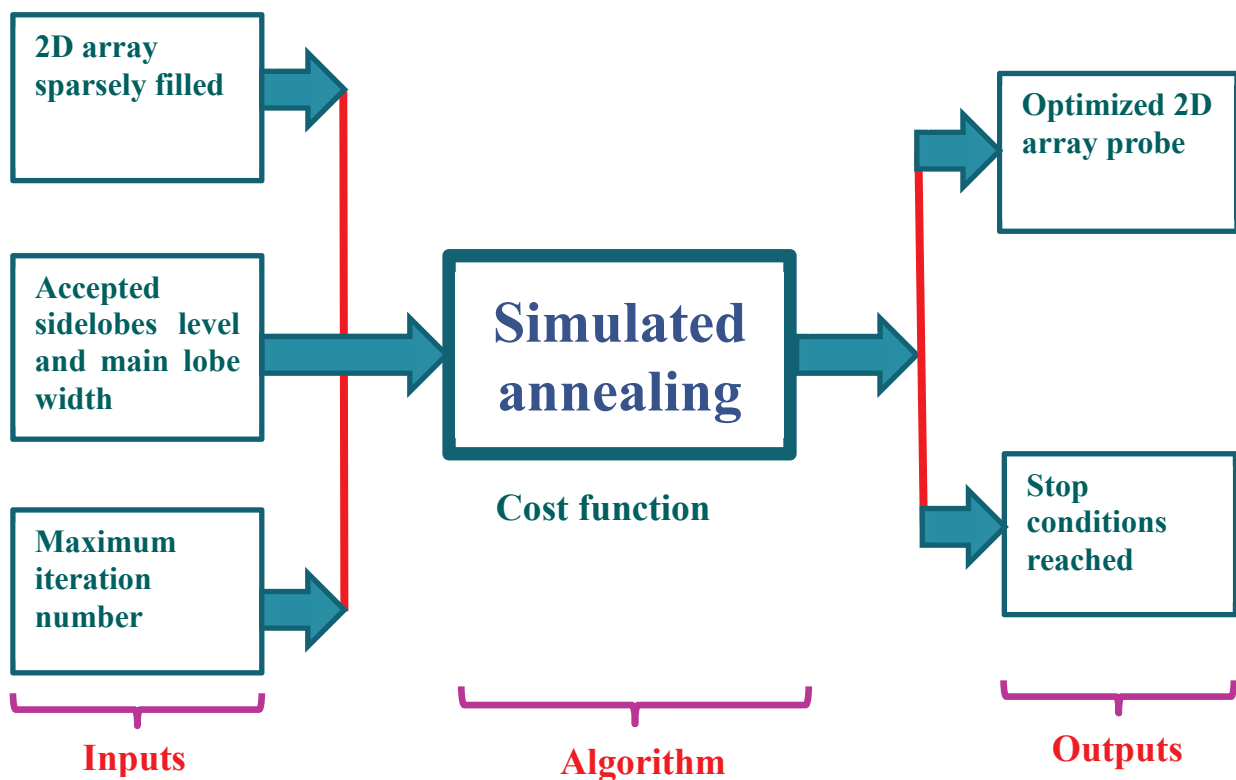 2D array
sparsely filled
Accepted
sidelobes level
and main lobe
width
Maximum
iteration
number
Inputs
Simulated
annealing
Cost function
Algorithm
Optimized 2D
array probe
Stop
conditions
reached
Outputs